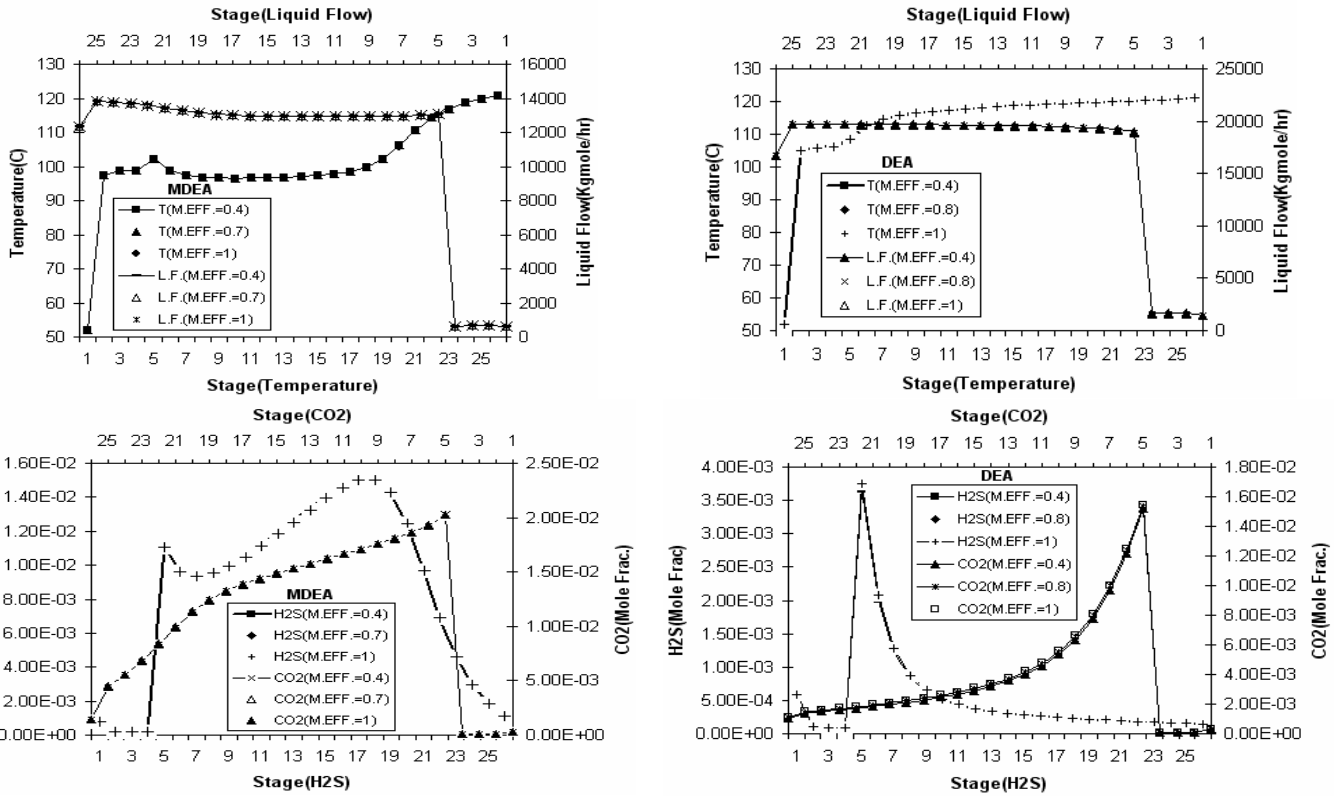 Stage(Liquid Flow)
25 23 21 19 17 15 13 11 9 7 5 3 1
130 120 110 100 90 80 70 60 50
Temperature(C)
16000 14000 12000 10000 8000 6000 4000 2000 0
Liquid Flow(Kgmole/hr)
MDEA
T(M.EFF.=0.4)
T(M.EFF.=0.7)
T(M.EFF.=1)
L.F.(M.EFF.=0.4)
L.F.(M.EFF.=0.7)
L.F.(M.EFF.=1)
1 3 5 7 9 11 13 15 17 19 21 23 25
Stage(Temperature)
Stage(Liquid Flow)
25 23 21 19 17 15 13 11 9 7 5 3 1
130 120 110 100 90 80 70 60 50
Temperature(C)
25000 20000 15000 10000 5000 0
Liquid Flow(Kgmole/hr)
DEA
T(M.EFF.=0.4)
T(M.EFF.=0.8)
T(M.EFF.=1)
L.F.(M.EFF.=0.4)
L.F.(M.EFF.=0.8)
L.F.(M.EFF.=1)
1 3 5 7 9 11 13 15 17 19 21 23 25
Stage(Temperature)
Stage(CO2)
25 23 21 19 17 15 13 11 9 7 5 3 1
1.60E-02 1.40E-02 1.20E-02 1.00E-02 8.00E-03 6.00E-03 4.00E-03 2.00E-03 0.00E+00
2.50E-02 2.00E-02 1.50E-02 1.00E-02 5.00E-03 0.00E+00
CO2(Mole Frac.)
MDEA
H2S(M.EFF.=0.4)
H2S(M.EFF.=0.7)
H2S(M.EFF.=1)
CO2(M.EFF.=0.4)
CO2(M.EFF.=0.7)
CO2(M.EFF.=1)
1 3 5 7 9 11 13 15 17 19 21 23 25
Stage(H2S)
Stage(CO2)
25 23 21 19 17 15 13 11 9 7 5 3 1
4.00E-03 3.50E-03 3.00E-03 2.50E-03 2.00E-03 1.50E-03 1.00E-03 5.00E-04 0.00E+00
H2S(Mole Frac)
1.80E-02 1.60E-02 1.40E-02 1.20E-02 1.00E-02 8.00E-03 6.00E-03 4.00E-03 2.00E-03 0.00E+00
CO2(Mole Frac.)
DEA
H2S(M.EFF.=0.4)
H2S(M.EFF.=0.8)
H2S(M.EFF.=1)
CO2(M.EFF.=0.4)
CO2(M.EFF.=0.8)
CO2(M.EFF.=1)
1 3 5 7 9 11 13 15 17 19 21 23 25
Stage(H2S)